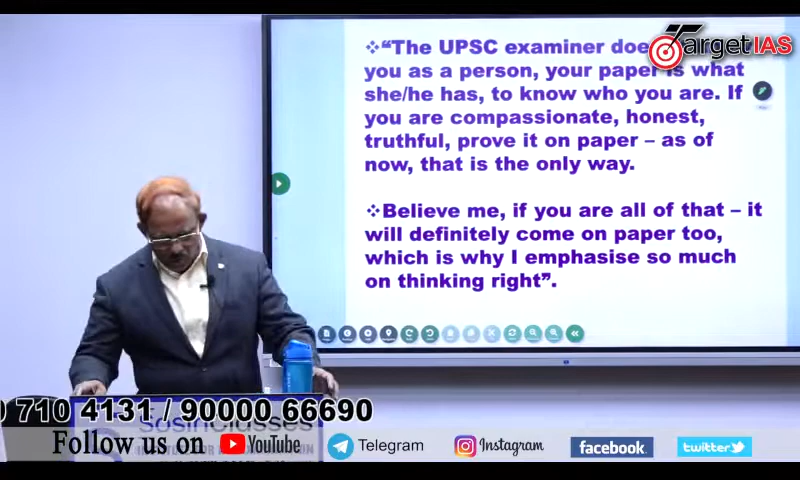 Target IAS
❖“The UPSC examiner
you as a person, your paper is what
she/he has, to know who you are. If
you are compassionate, honest,
truthful, prove it on paper – as of
now, that is the only way.
❖Believe me, if you are all of that – it
will definitely come on paper too,
which is why I emphasise so much
on thinking right”.
710 4131 / 90000 66690
SosinClasses
Follow us on YouTube Telegram Instagram facebook twitter